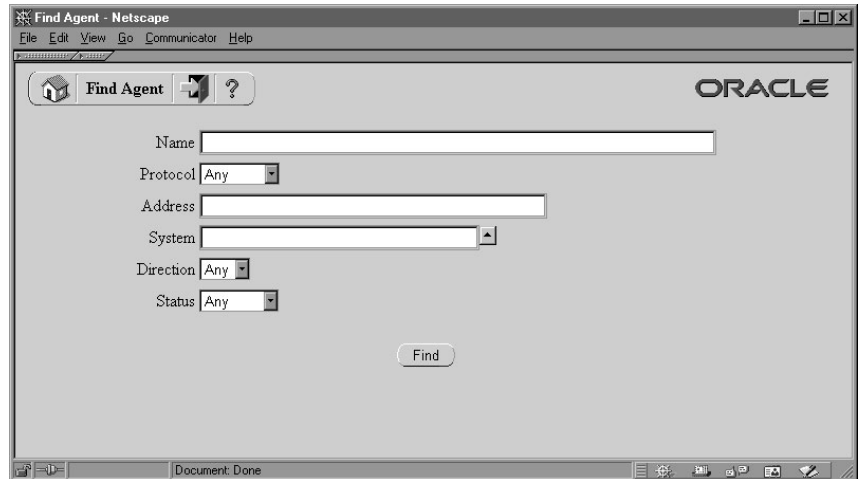 Find Agent - Netscape
File Edit View Go Communicator Help
Find Agent ?
ORACLE
Name
Protocol Any
Address
System
Direction Any
Status Any
Find
Document: Done